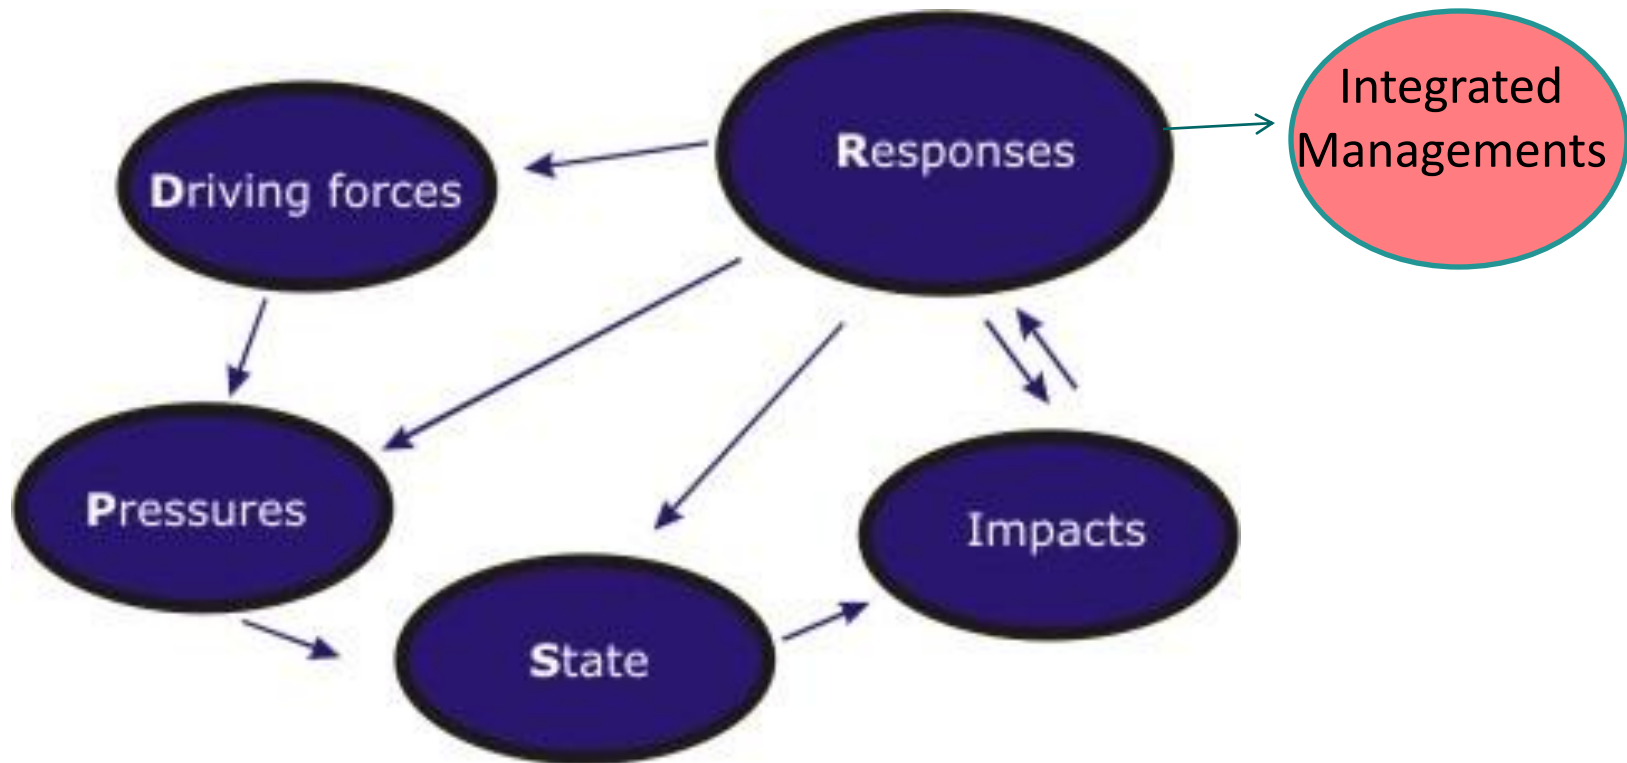 Driving forces
Responses
Integrated
Managements
Pressures
Impacts
State